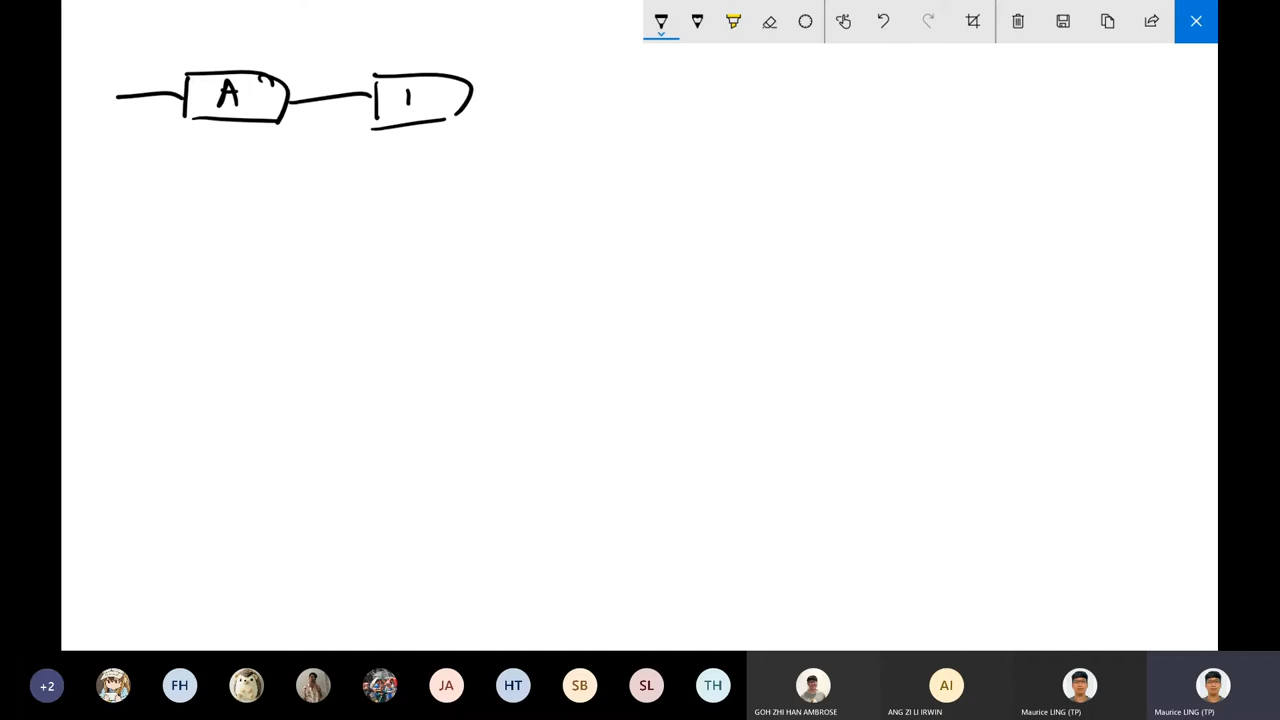 A 1
+2 FH JA HT SB SL TH AI
GOH ZHI HAN AMBROSE ANG ZI LI IRWIN Maurice LING (TP) Maurice LING (TP)